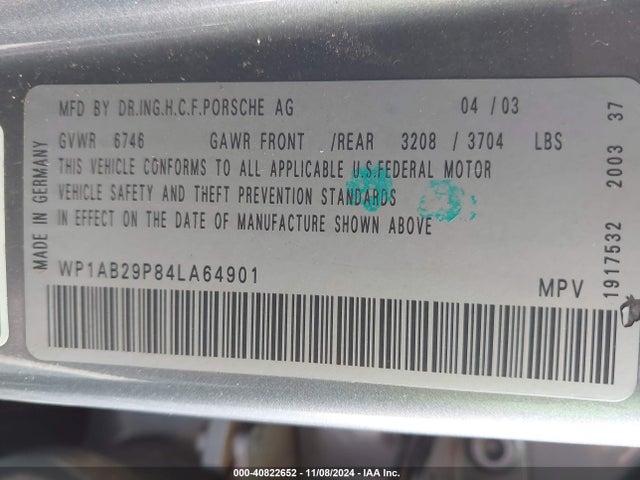 MFD BY DR.ING.H.C.F.PORSCHE AG 04 / 03
GVWR 6746 GAWR FRONT /REAR 3208 / 3704 LBS
THIS VEHICLE CONFORMS TO ALL APPLICABLE U.S.FEDERAL MOTOR
VEHICLE SAFETY AND THEFT PREVENTION STANDARDS
IN EFFECT ON THE DATE OF MANUFACTURE SHOWN ABOVE
WP1AB29P84LA64901 MPV
MADE IN GERMANY
1917532 2003 37
000-40822652 - 11/08/2024 - IAA Inc.